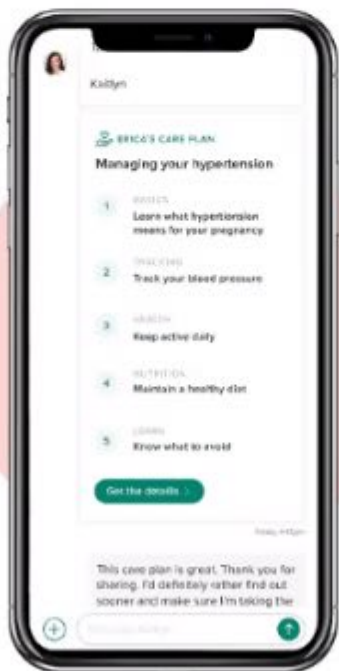 Kaitlyn
ERICA'S CARE PLAN
Managing your hypertension
1
BASICS
Learn what hypertension
means for your pregnancy
2
TRACKING
Track your blood pressure
3
Keep active daily
4
NUTRITION
Maintain a healthy diet
5
LEARN
Know what to avoid
Get the details >
This care plan is great. Thank you for
sharing. I'd definitely rather find out
sooner and make sure I'm taking the